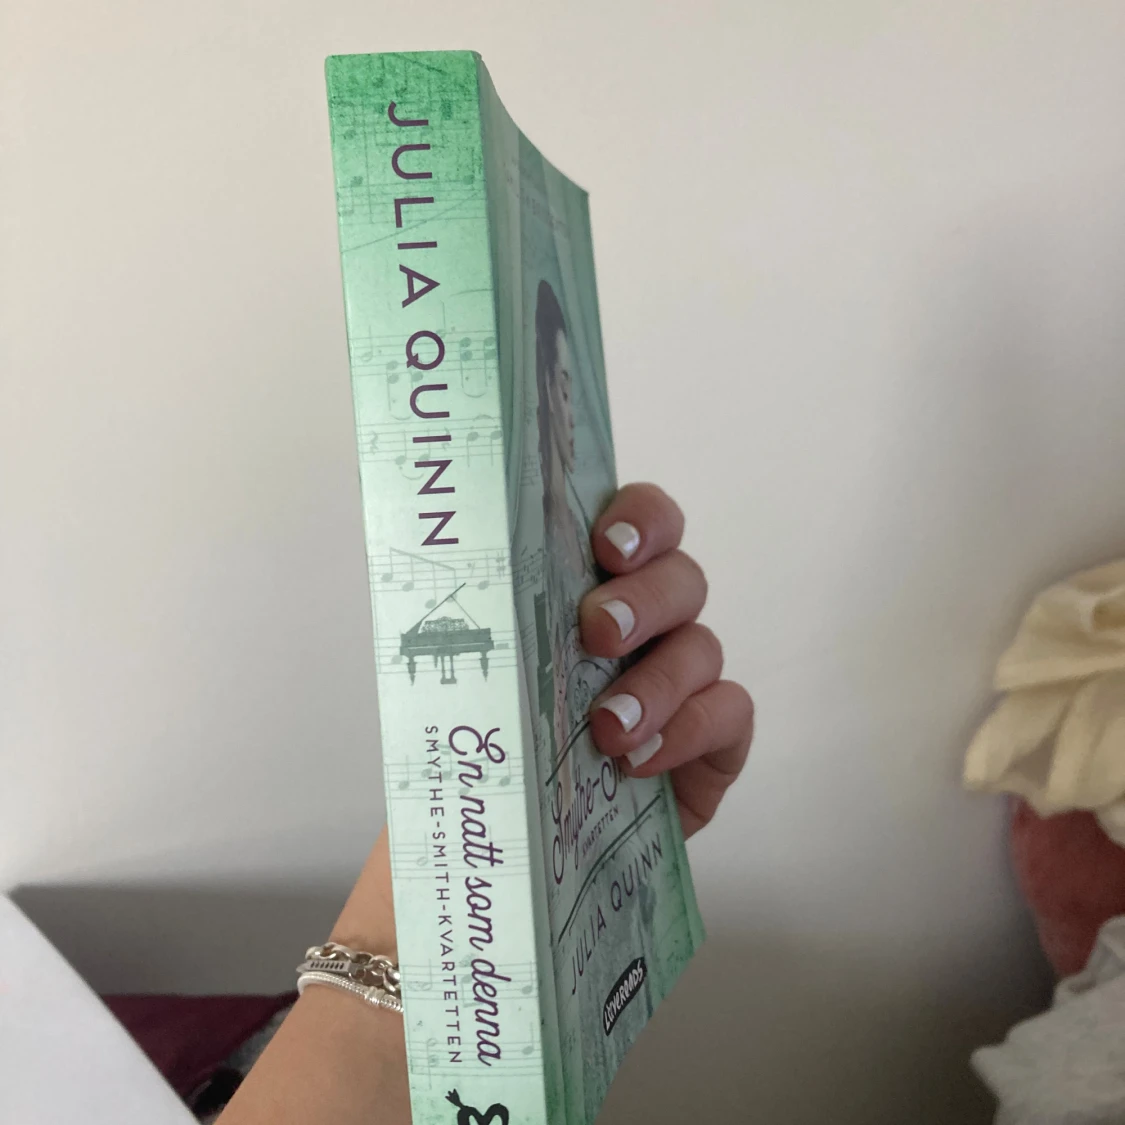 JULIA QUINN
En natt som denna
SMYTHE-SMITH-KVARTETTEN
KVARTETTEN
JULIA QUINN
LOVEREADS